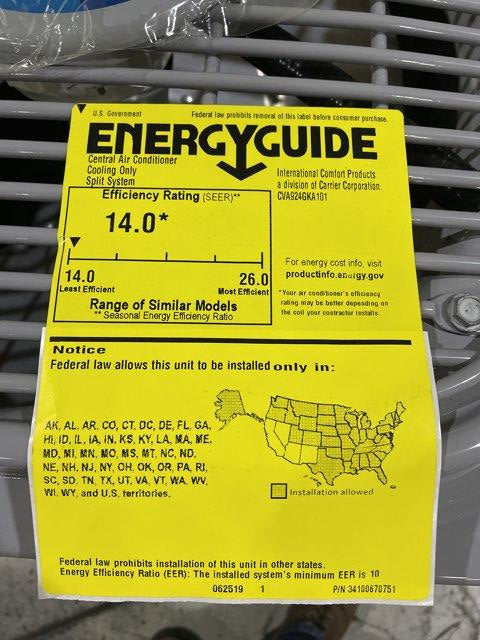 U.S. Government
Federal law prohibits removal of this label before consumer purchase.
ENERGYGUIDE
Central Air Conditioner
Cooling Only
Split System
International Comfort Products
a division of Carrier Corporation.
CVA924GKA101
Efficiency Rating (SEER)**
14.0*
14.0
Least Efficient
26.0
Most Efficient
Range of Similar Models
** Seasonal Energy Efficiency Ratio
For energy cost info, visit
productinfo.energy.gov
*Your air conditioner's efficiency
rating may be better depending on
the coil your contractor installs.
Notice
Federal law allows this unit to be installed only in:
AK, AL, AR, CO, CT, DC, DE, FL, GA,
HI, ID, IL, IA, IN, KS, KY, LA, MA, ME,
MD, MI, MN, MO, MS, MT, NC, ND,
NE, NH, NJ, NY, OH, OK, OR, PA, RI,
SC, SD, TN, TX, UT, VA, VT, WA, WV,
WI, WY, and U.S. territories.
Installation allowed
Federal law prohibits installation of this unit in other states.
Energy Efficiency Ratio (EER): The installed system's minimum EER is 10
062519 1 P/N 34100670751